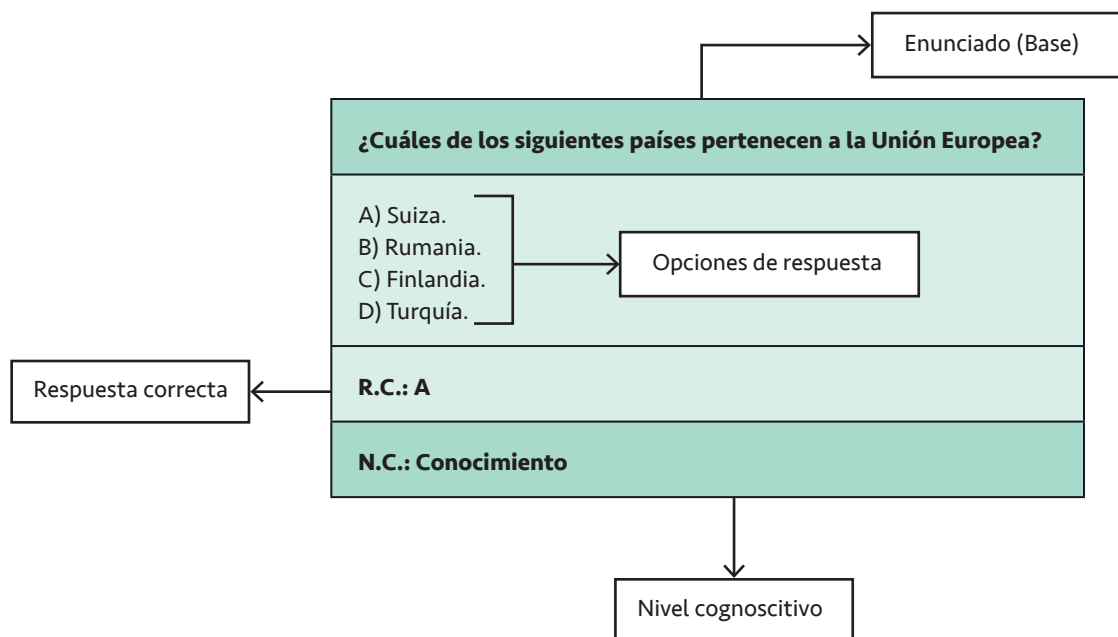 Enunciado (Base)
¿Cuáles de los siguientes países pertenecen a la Unión Europea?
A) Suiza.
B) Rumania.
C) Finlandia.
D) Turquía.
Opciones de respuesta
Respuesta correcta
R.C.: A
N.C.: Conocimiento
Nivel cognoscitivo